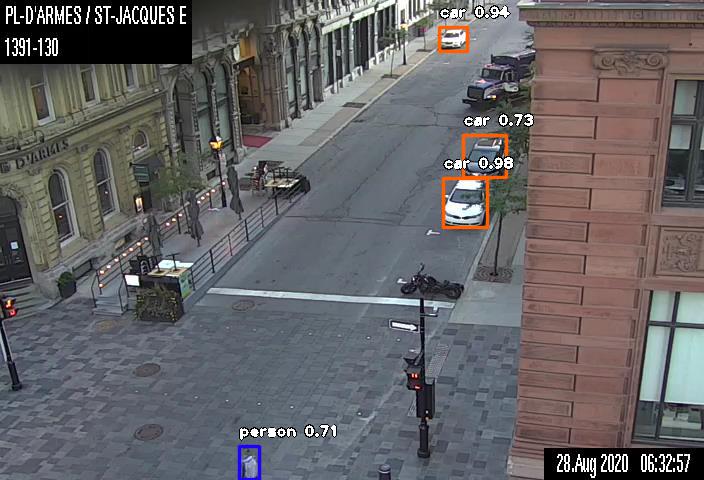 PL-D'ARMES / ST-JACQUES E
1391-130
car 0.94
car 0.73
car 0.98
D'ARMES
person 0.71
28.Aug 2020 06:32:57